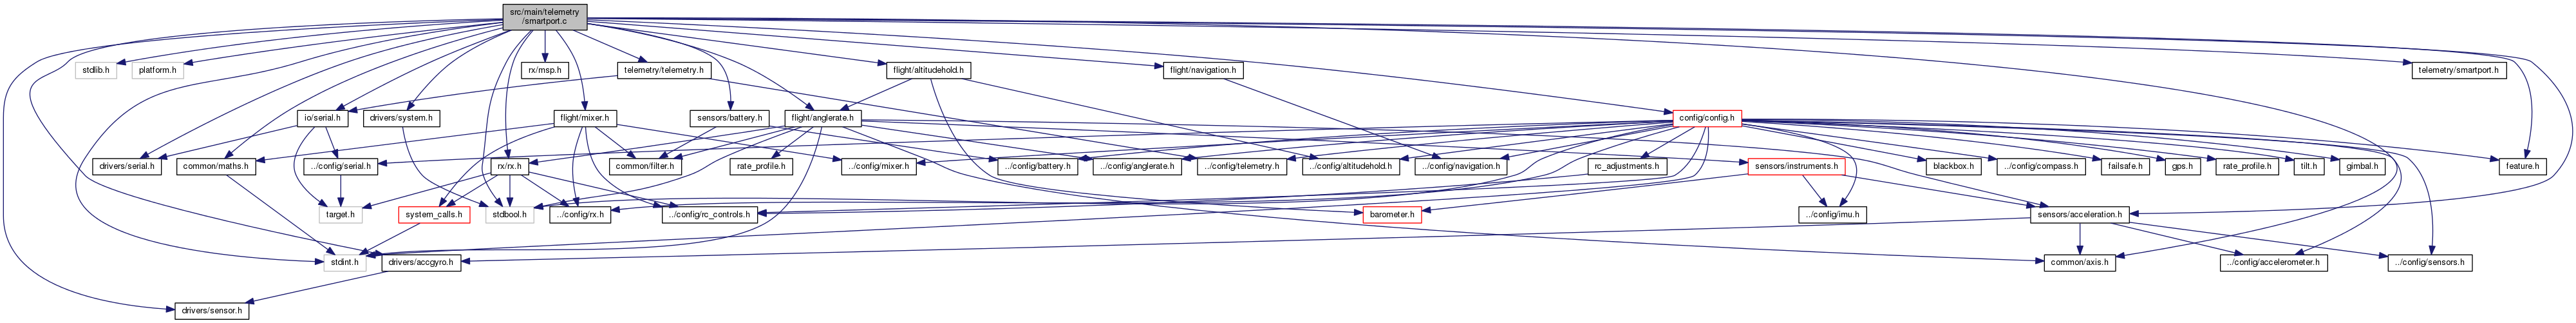 src/main/telemetry
/smartport.c
stdlib.h
platform.h
rx/msp.h
telemetry/telemetry.h
flight/altitudehold.h
flight/navigation.h
telemetry/smartport.h
io/serial.h
drivers/system.h
flight/mixer.h
sensors/battery.h
flight/anglerate.h
config/config.h
drivers/serial.h
common/maths.h
../config/serial.h
rx/rx.h
common/filter.h
rate_profile.h
../config/mixer.h
../config/battery.h
../config/anglerate.h
../config/telemetry.h
../config/altitudehold.h
../config/navigation.h
rc_adjustments.h
sensors/instruments.h
blackbox.h
../config/compass.h
failsafe.h
gps.h
rate_profile.h
tilt.h
gimbal.h
feature.h
target.h
system_calls.h
stdbool.h
../config/rx.h
../config/rc_controls.h
barometer.h
../config/imu.h
sensors/acceleration.h
stdint.h
drivers/accgyro.h
common/axis.h
../config/accelerometer.h
../config/sensors.h
drivers/sensor.h